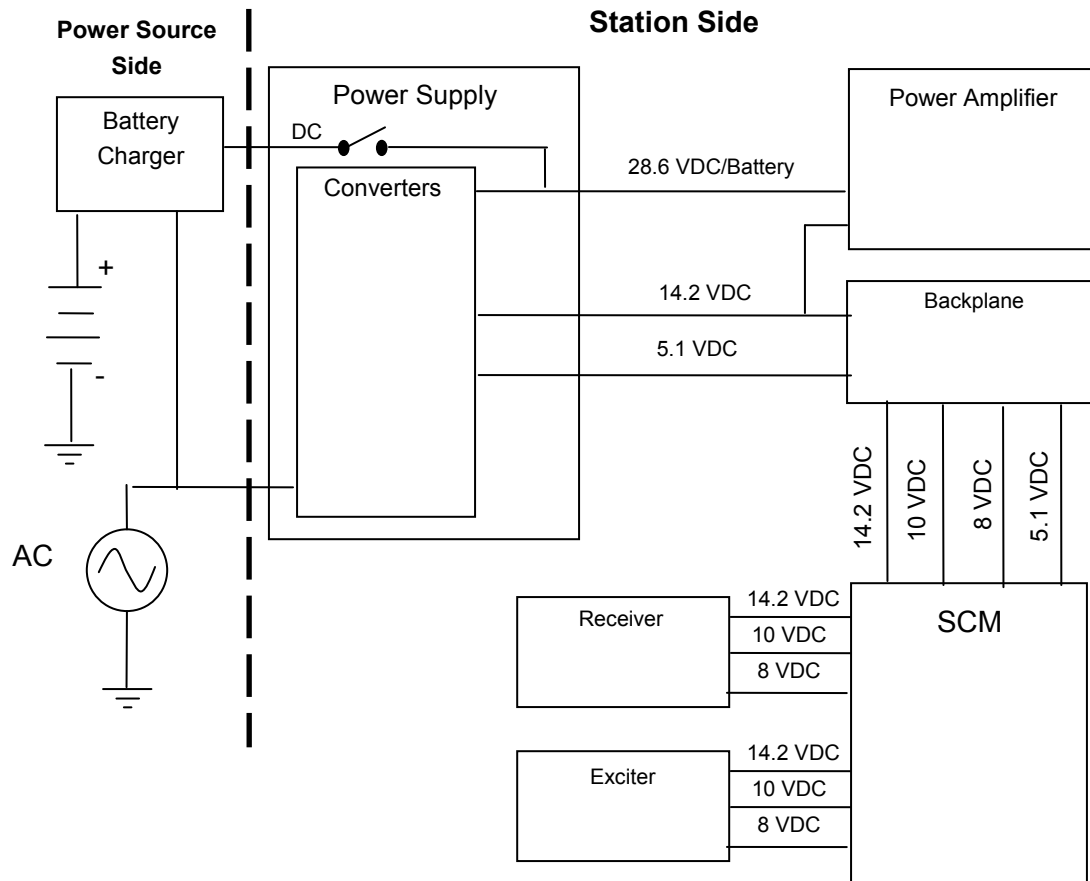 Station Side
Power Source
Side
Power Supply
Power Amplifier
Battery
Charger
DC
Converters
28.6 VDC/Battery
+
-
14.2 VDC
5.1 VDC
Backplane
14.2 VDC
10 VDC
8 VDC
5.1 VDC
AC
Receiver
14.2 VDC
10 VDC
8 VDC
SCM
Exciter
14.2 VDC
10 VDC
8 VDC